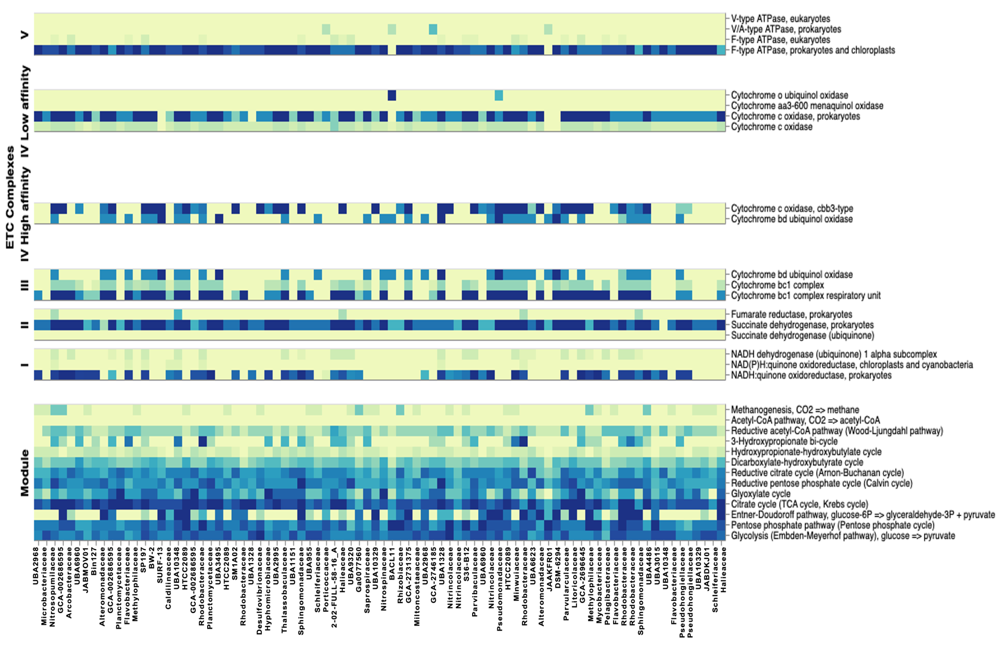 ETC Complexes
V
V-type ATPase, eukaryotes
V/A-type ATPase, prokaryotes
F-type ATPase, eukaryotes
F-type ATPase, prokaryotes and chloroplasts
IV Low affinity
Cytochrome o ubiquinol oxidase
Cytochrome aa3-600 menaquinol oxidase
Cytochrome c oxidase, prokaryotes
Cytochrome c oxidase
IV High affinity
Cytochrome c oxidase, cbb3-type
Cytochrome bd ubiquinol oxidase
III
Cytochrome bd ubiquinol oxidase
Cytochrome bc1 complex
Cytochrome bc1 complex respiratory unit
II
Fumarate reductase, prokaryotes
Succinate dehydrogenase, prokaryotes
Succinate dehydrogenase (ubiquinone)
I
NADH dehydrogenase (ubiquinone) 1 alpha subcomplex
NAD(P)H:quinone oxidoreductase, chloroplasts and cyanobacteria
NADH:quinone oxidoreductase, prokaryotes
Module
Methanogenesis, CO2 => methane
Acetyl-CoA pathway, CO2 => acetyl-CoA
Reductive acetyl-CoA pathway (Wood-Ljungdahl pathway)
3-Hydroxypropionate bi-cycle
Hydroxypropionate-hydroxybutylate cycle
Dicarboxylate-hydroxybutyrate cycle
Reductive citrate cycle (Arnon-Buchanan cycle)
Reductive pentose phosphate cycle (Calvin cycle)
Glyoxylate cycle
Citrate cycle (TCA cycle, Krebs cycle)
Entner-Doudoroff pathway, glucose-6P => glyceraldehyde-3P + pyruvate
Pentose phosphate pathway (Pentose phosphate cycle)
Glycolysis (Embden-Meyerhof pathway), glucose => pyruvate
UBA2968
Microbacteriaceae
Nitrosopumilaceae
GCA-002686595
Arcobacteraceae
UBA6960
JABMOV01
Bin127
Alteromonadaceae
GCA-002686595
Planctomycetaceae
Flavobacteriaceae
Methylophilaceae
SP197
BW-2
SURF-13
Caldilineaceae
UBA10348
HTCC2089
GCA-002686595
Rhodobacteraceae
Planctomycetaceae
UBA3495
HTCC2089
SM1A02
Rhodobacteraceae
UBA1328
Desulfovibrionaceae
Hyphomicrobiaceae
UBA2995
Thalassobaculaceae
UBA1151
Sphingomonadaceae
UBA955
Schleiferiaceae
Porticoccaceae
2-02-FULL-58-16_A
Halieaceae
UBA9320
Ga0077560
Saprospiraceae
UBA10329
Nitrospinaceae
BACL11
Rhizobiaceae
GCA-2731375
Miltoncostaeaceae
UBA2968
GCA-2746185
UBA1328
Nitrincolaceae
Nitrincolaceae
S36-B12
Parvibaculaceae
UBA6960
Nitrincolaceae
Pseudomonadaceae
HTCC2089
Minwuiaceae
Rhodobacteraceae
UBA6623
Alteromonadaceae
JAAKFR01
DSM-6294
Parvularculaceae
Litoricolaceae
GCA-2696645
Methylophilaceae
Mycobacteriaceae
Pelagibacteraceae
Flavobacteriaceae
Rhodobacteraceae
Rhodobacteraceae
Sphingomonadaceae
UBA4486
UBA3015
UBA10348
Flavobacteriaceae
Pseudohongiellaceae
Pseudohongiellaceae
UBA10329
JABDKJ01
Schleiferiaceae
Halieaceae